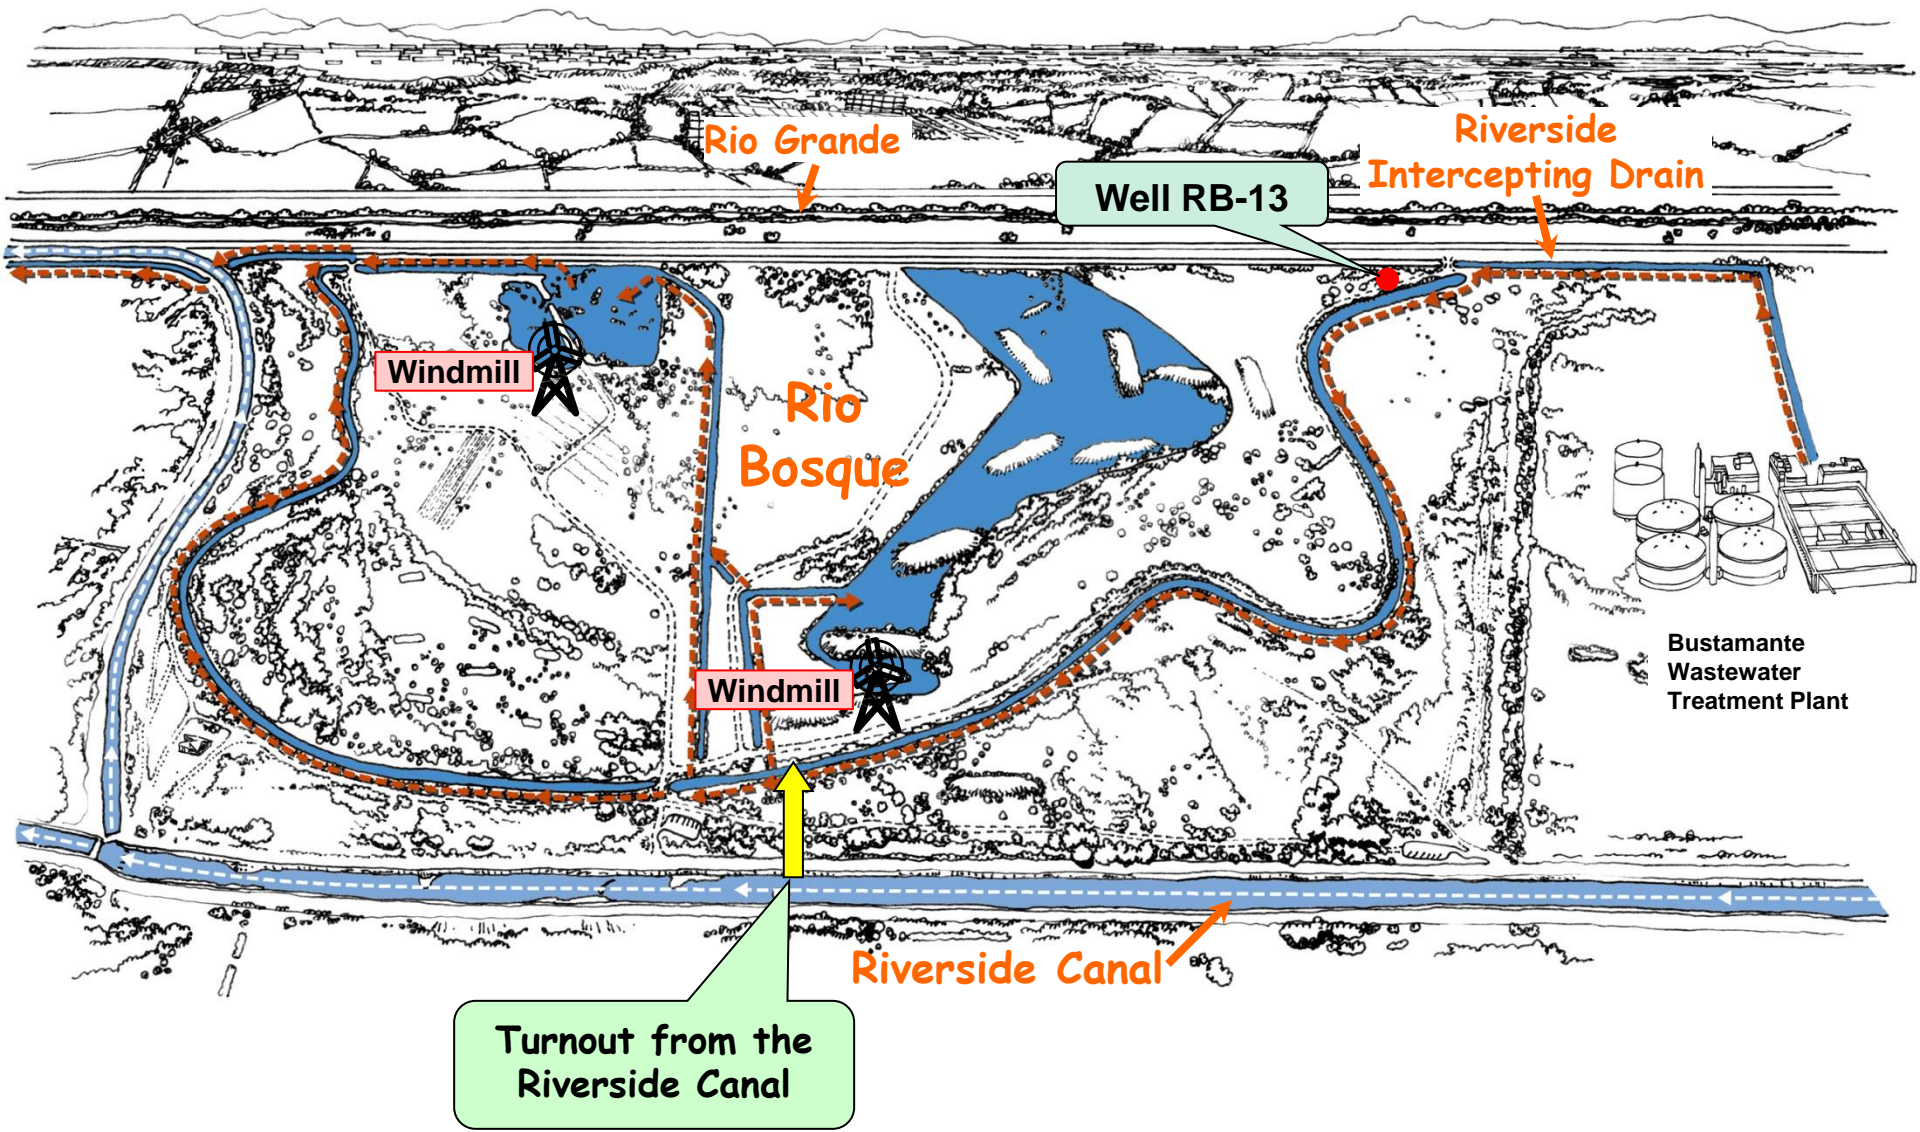 Rio Grande
Riverside
Intercepting Drain
Well RB-13
Windmill
Rio
Bosque
Windmill
Bustamante
Wastewater
Treatment Plant
Riverside Canal
Turnout from the
Riverside Canal